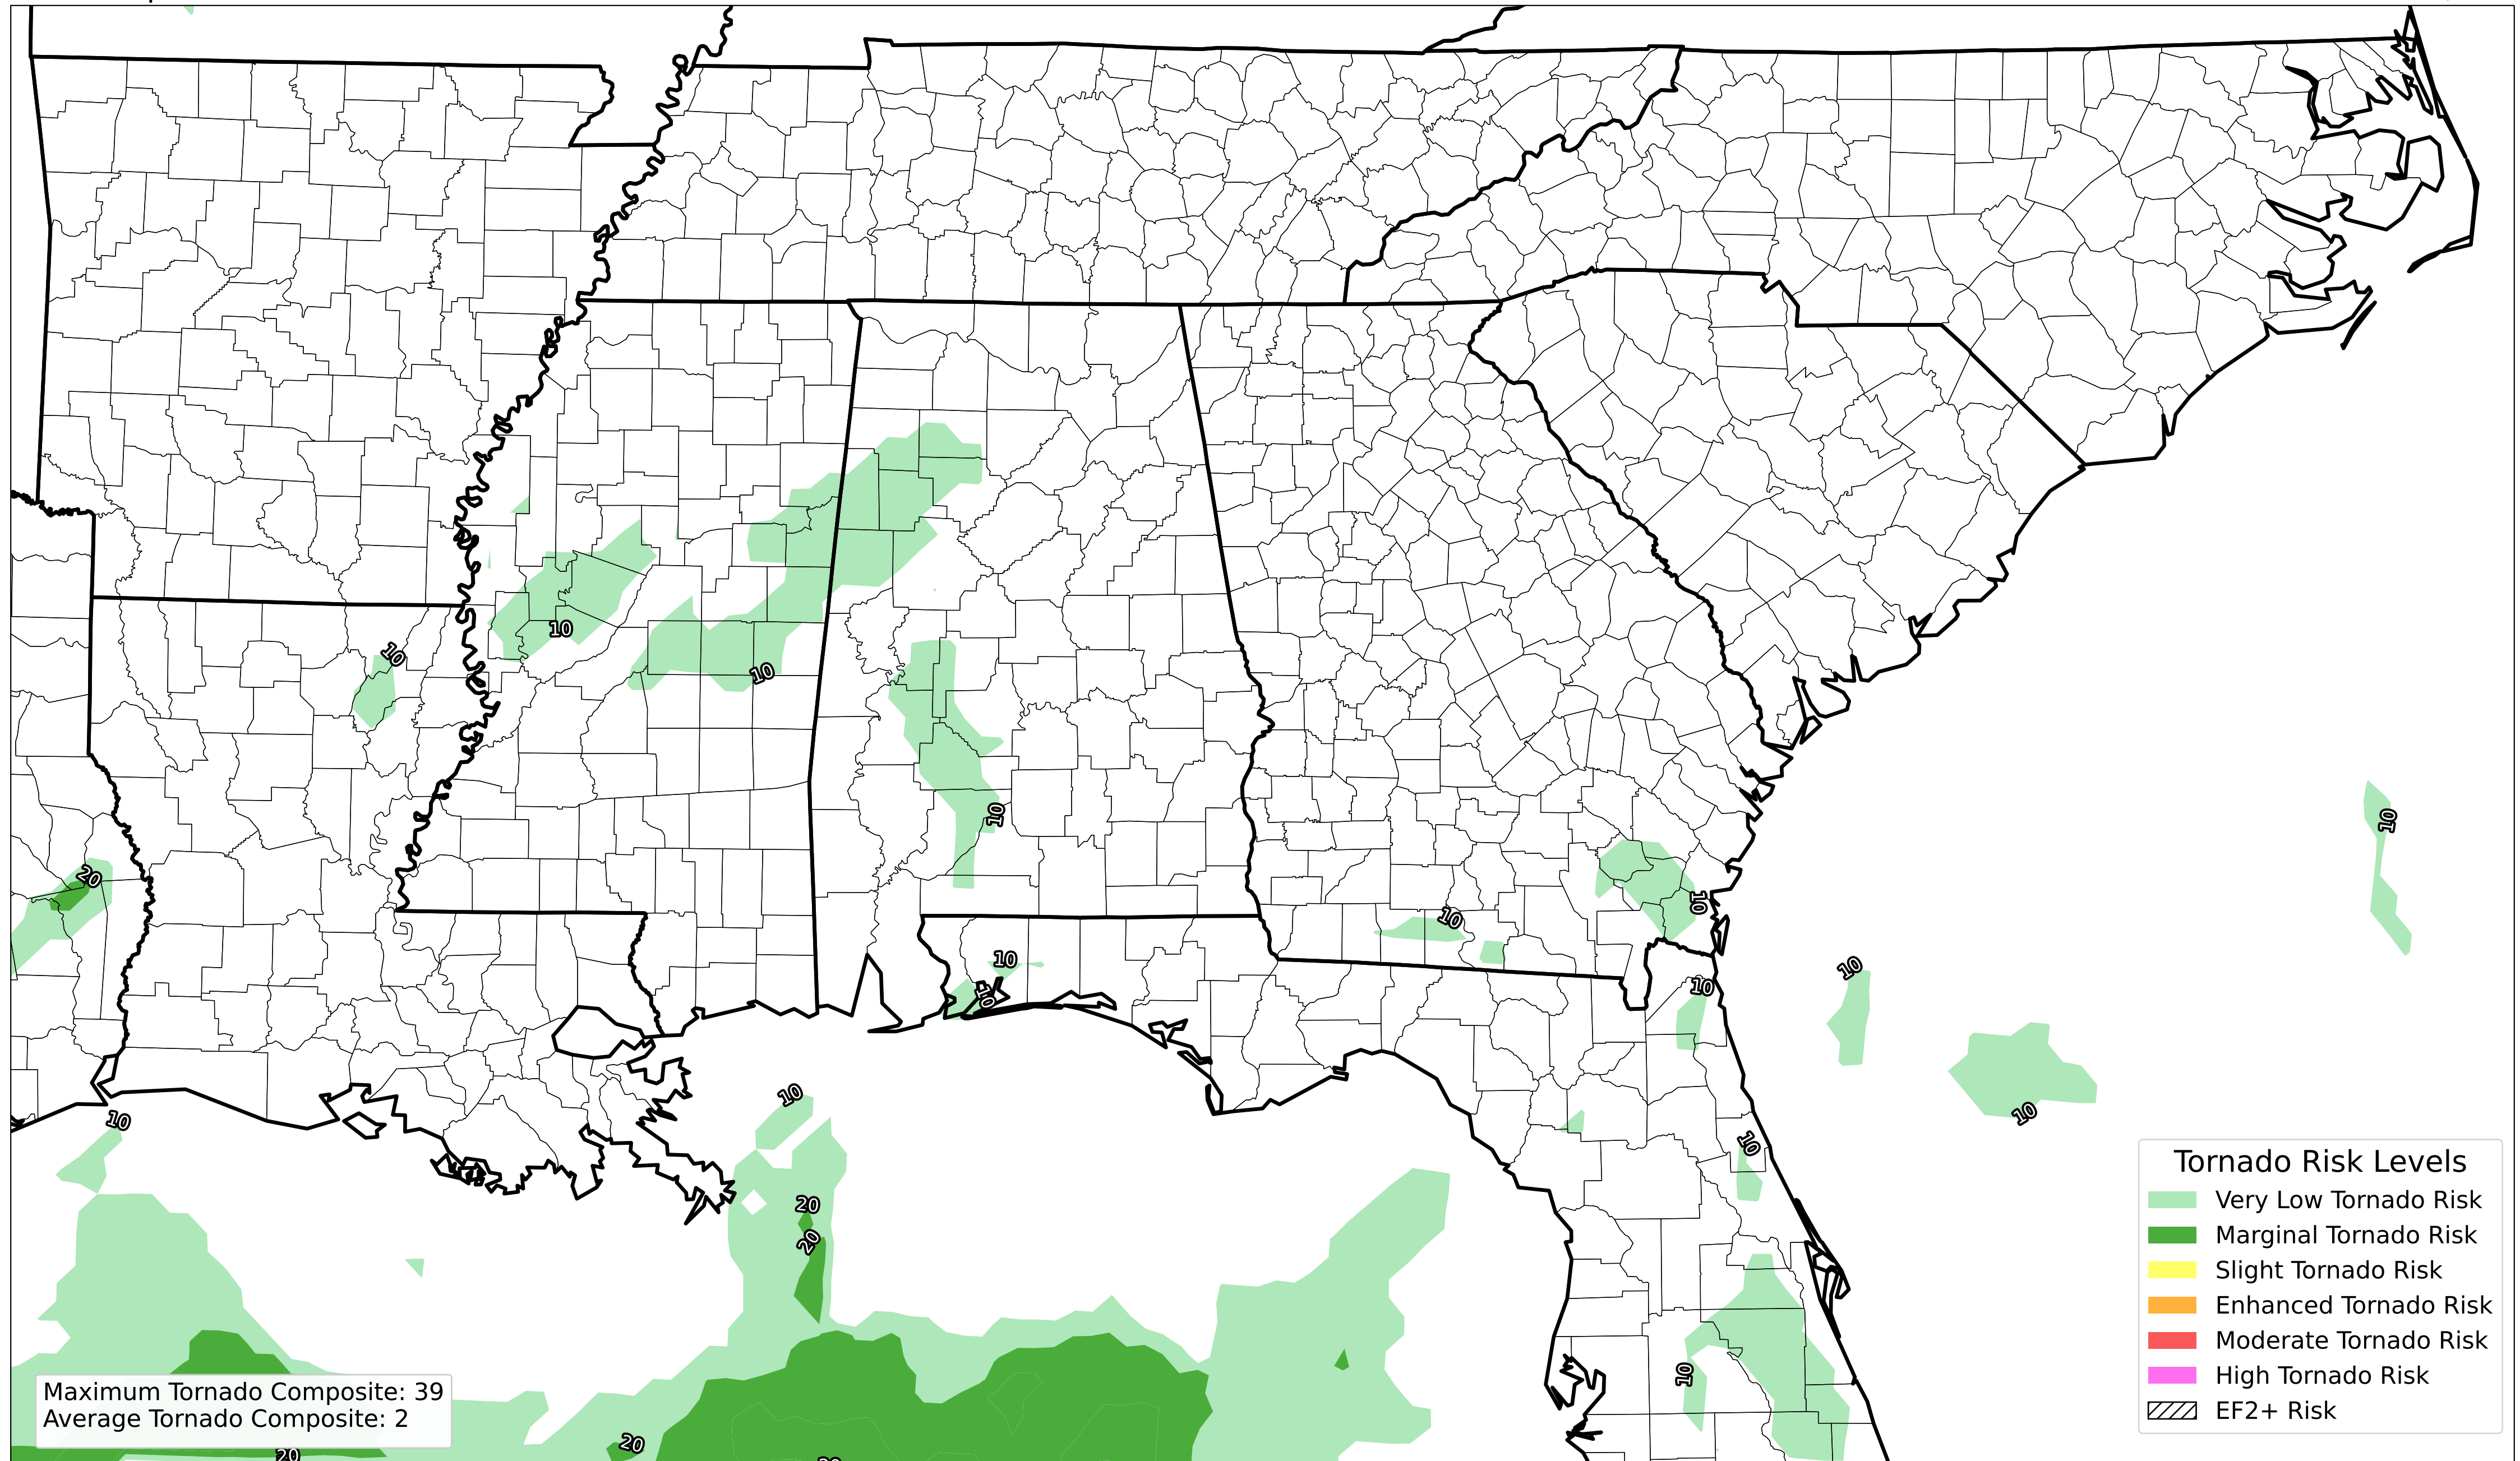 10
10
10
10
20
10
10
10
10
10
10
10
10
10
10
10
20
20
10
20
20
Tornado Risk Levels
Very Low Tornado Risk
Marginal Tornado Risk
Slight Tornado Risk
Enhanced Tornado Risk
Moderate Tornado Risk
High Tornado Risk
EF2+ Risk
Maximum Tornado Composite: 39
Average Tornado Composite: 2